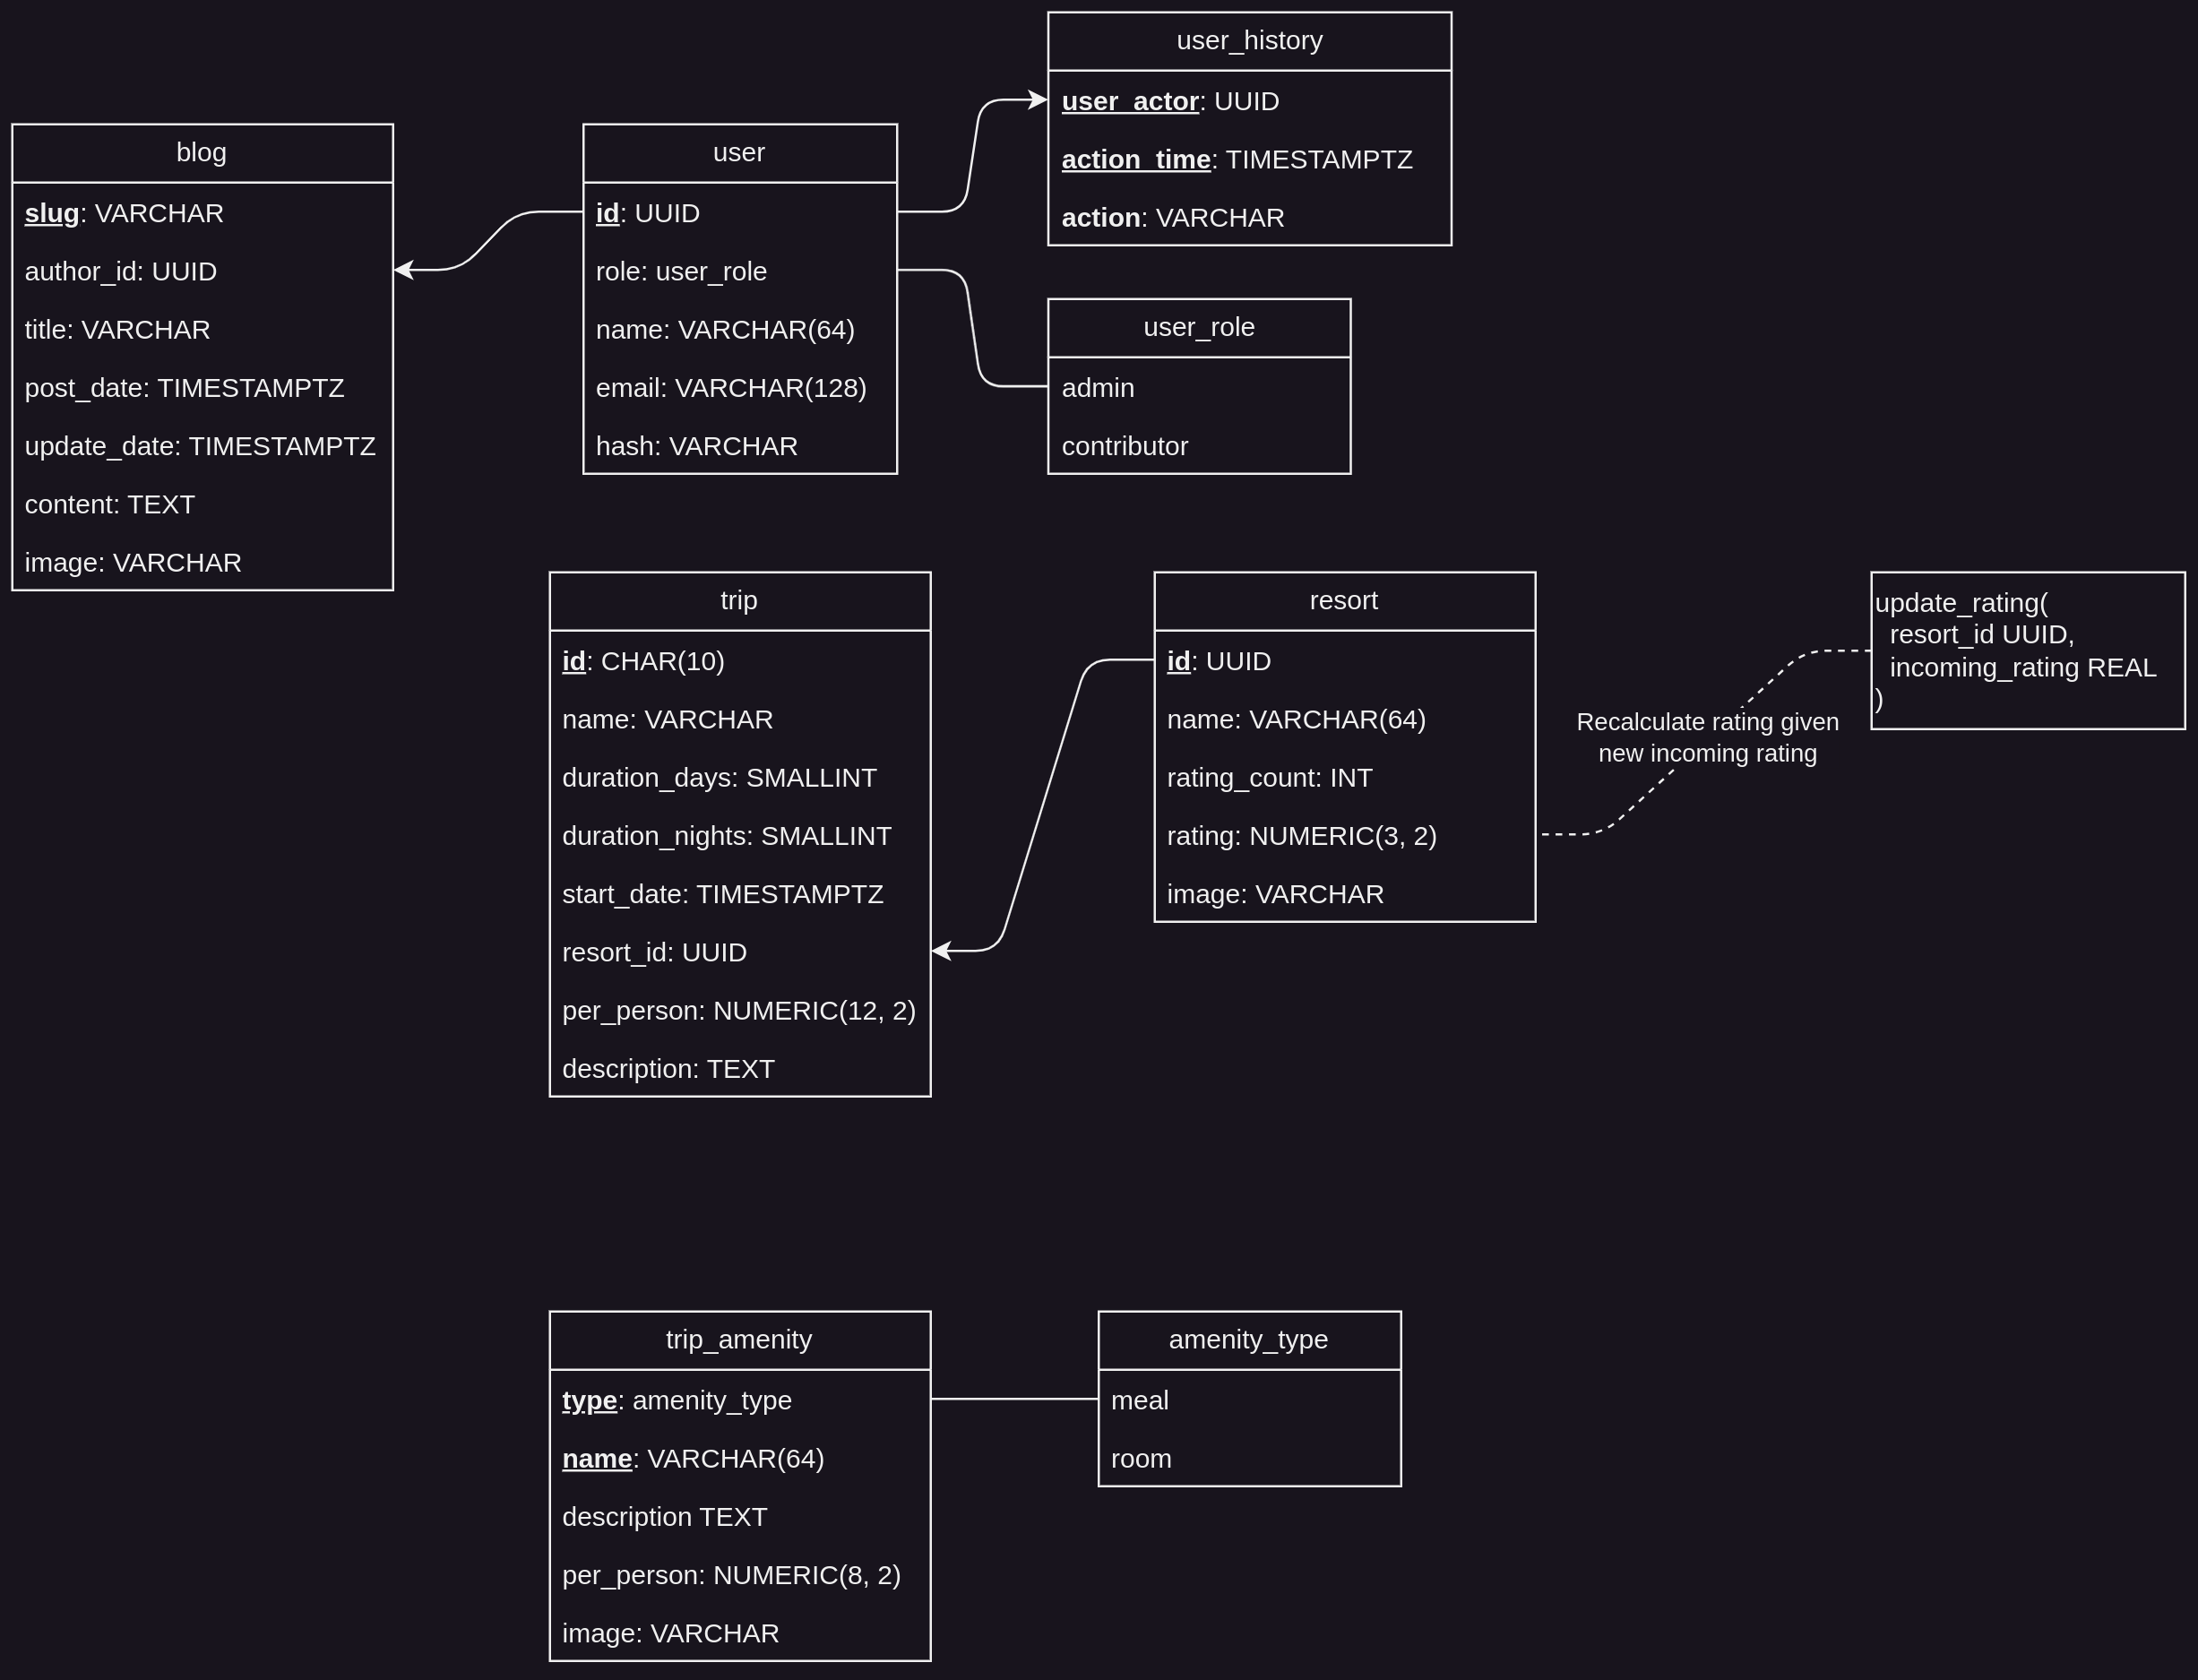 user_history
user_actor: UUID
action_time: TIMESTAMPTZ
action: VARCHAR
blog
slug: VARCHAR
author_id: UUID
title: VARCHAR
post_date: TIMESTAMPTZ
update_date: TIMESTAMPTZ
content: TEXT
image: VARCHAR
user
id: UUID
role: user_role
name: VARCHAR(64)
email: VARCHAR(128)
hash: VARCHAR
user_role
admin
contributor
trip
id: CHAR(10)
name: VARCHAR
duration_days: SMALLINT
duration_nights: SMALLINT
start_date: TIMESTAMPTZ
resort_id: UUID
per_person: NUMERIC(12, 2)
description: TEXT
resort
id: UUID
name: VARCHAR(64)
rating_count: INT
rating: NUMERIC(3, 2)
image: VARCHAR
Recalculate rating given
new incoming rating
update_rating(
resort_id UUID,
incoming_rating REAL
)
trip_amenity
type: amenity_type
name: VARCHAR(64)
description TEXT
per_person: NUMERIC(8, 2)
image: VARCHAR
amenity_type
meal
room